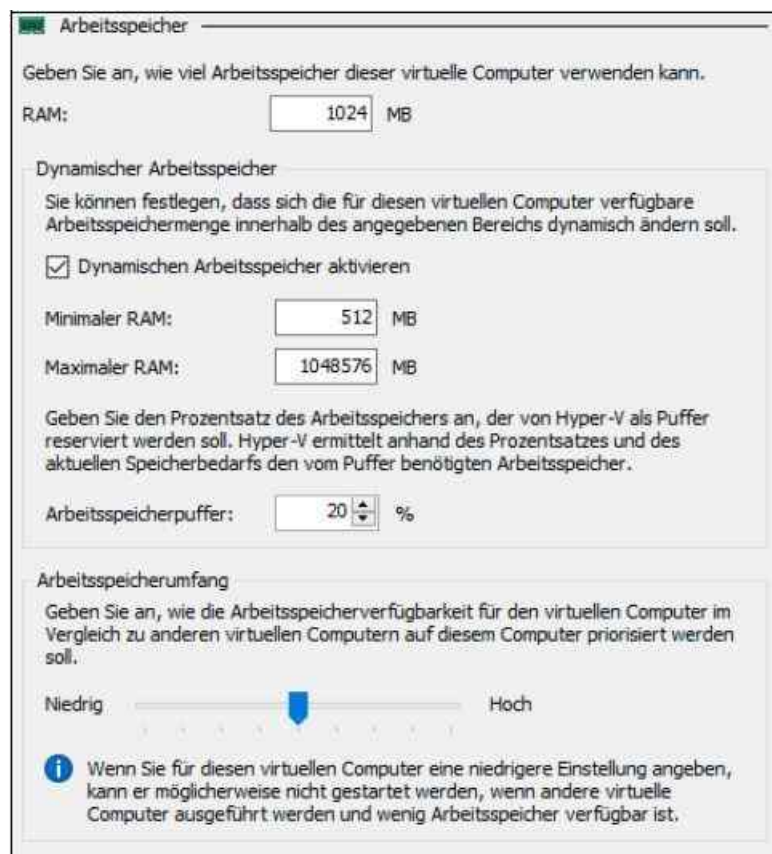 Arbeitsspeicher
Geben Sie an, wie viel Arbeitsspeicher dieser virtuelle Computer verwenden kann.
RAM: 1024 MB
Dynamischer Arbeitsspeicher
Sie können festlegen, dass sich die für diesen virtuellen Computer verfügbare
Arbeitsspeichermenge innerhalb des angegebenen Bereichs dynamisch ändern soll.
Dynamischen Arbeitsspeicher aktivieren
Minimaler RAM: 512 MB
Maximaler RAM: 1048576 MB
Geben Sie den Prozentsatz des Arbeitsspeichers an, der von Hyper-V als Puffer
reserviert werden soll. Hyper-V ermittelt anhand des Prozentsatzes und des
aktuellen Speicherbedarfs den vom Puffer benötigten Arbeitsspeicher.
Arbeitsspeicherpuffer: 20 %
Arbeitsspeicherumfang
Geben Sie an, wie die Arbeitsspeicherverfügbarkeit für den virtuellen Computer im
Vergleich zu anderen virtuellen Computern auf diesem Computer priorisiert werden
soll.
Niedrig Hoch
Wenn Sie für diesen virtuellen Computer eine niedrigere Einstellung angeben,
kann er möglicherweise nicht gestartet werden, wenn andere virtuelle
Computer ausgeführt werden und wenig Arbeitsspeicher verfügbar ist.